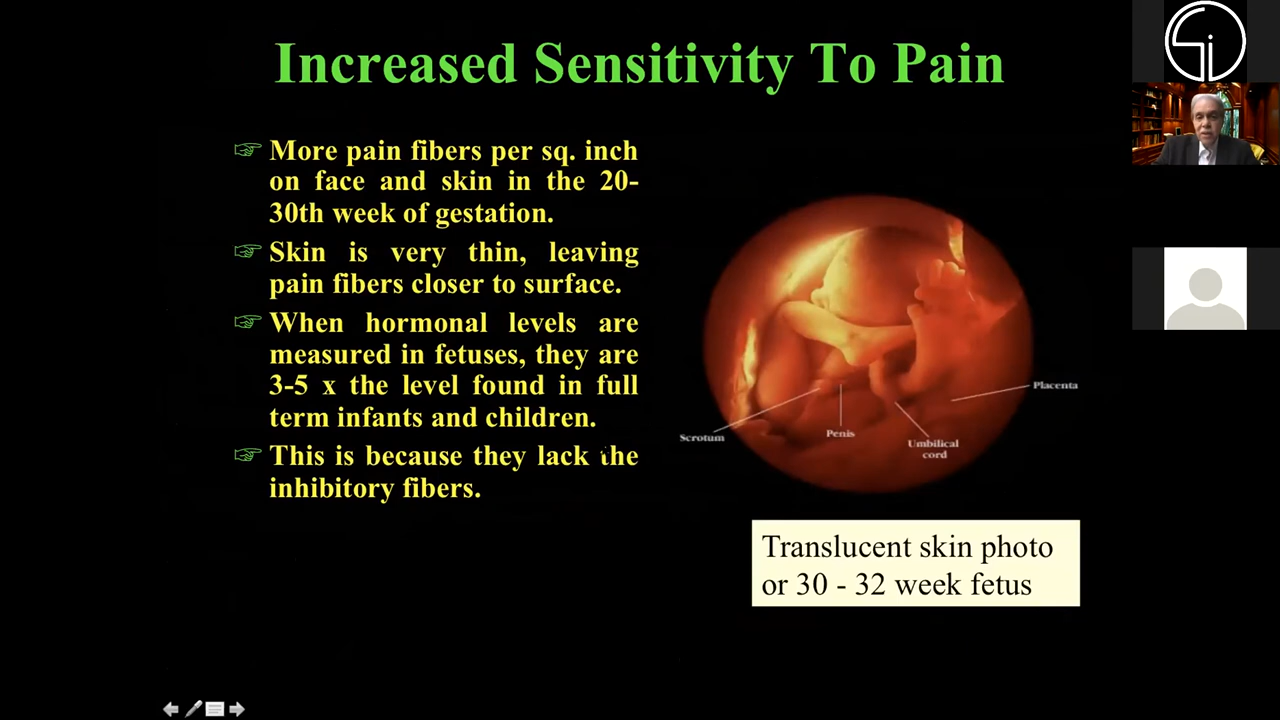 Increased Sensitivity To Pain
More pain fibers per sq. inch
on face and skin in the 20-
30th week of gestation.
Skin is very thin, leaving
pain fibers closer to surface.
When hormonal levels are
measured in fetuses, they are
3-5 x the level found in full
term infants and children.
This is because they lack the
inhibitory fibers.
Placenta
Scrotum
Penis
Umbilical
cord
Translucent skin photo
or 30 - 32 week fetus